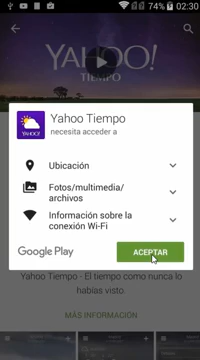 74% 02:30
YAHOO!
TIEMPO
Yahoo Tiempo
necesita acceder a
YAHOO!
Ubicación
Fotos/multimedia/
archivos
Información sobre la
conexión Wi-Fi
Google Play
ACEPTAR
Yahoo Tiempo - El tiempo como nunca lo
habías visto
MÁS INFORMACIÓN